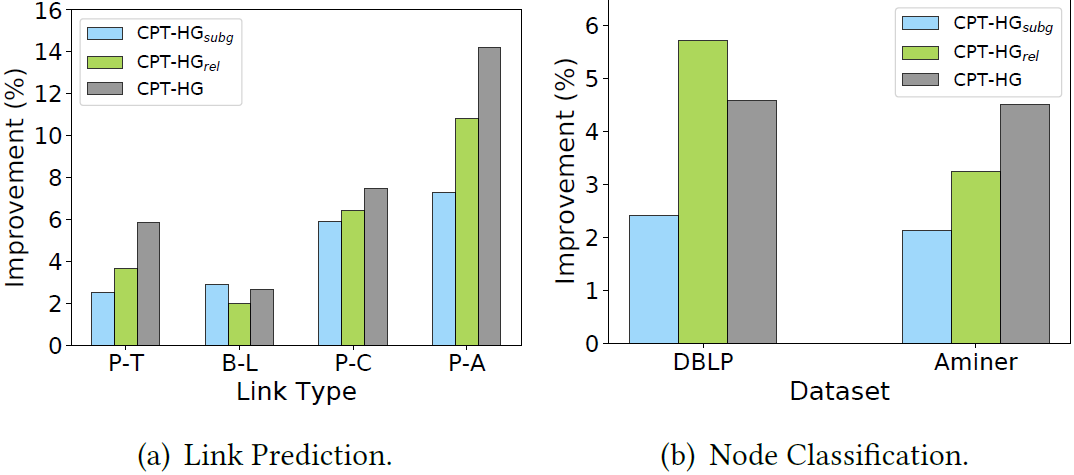 16
14
12
10
8
6
4
2
0
Improvement (%)
CPT-HGsubg
CPT-HGrel
CPT-HG
P-T B-L P-C P-A
Link Type
(a) Link Prediction.
6
5
4
3
2
1
0
Improvement (%)
CPT-HGsubg
CPT-HGrel
CPT-HG
DBLP Aminer
Dataset
(b) Node Classification.